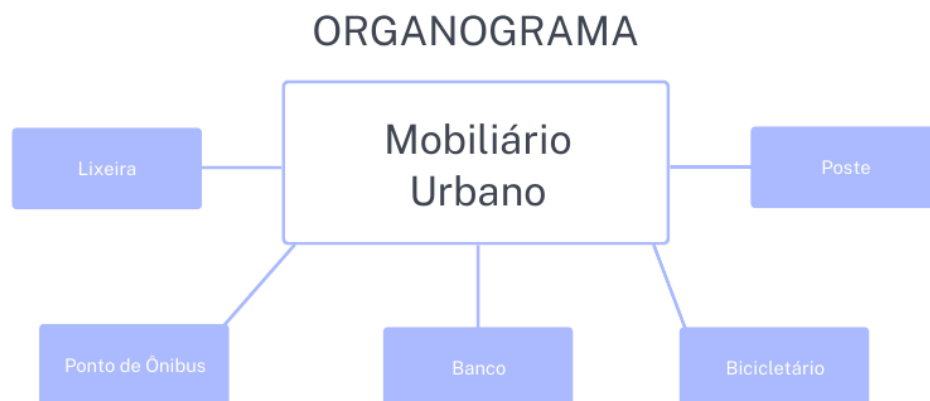 ORGANOGRAMA
Mobiliário
Urbano
Lixeira
Poste
Ponto de Ônibus
Banco
Bicicletário